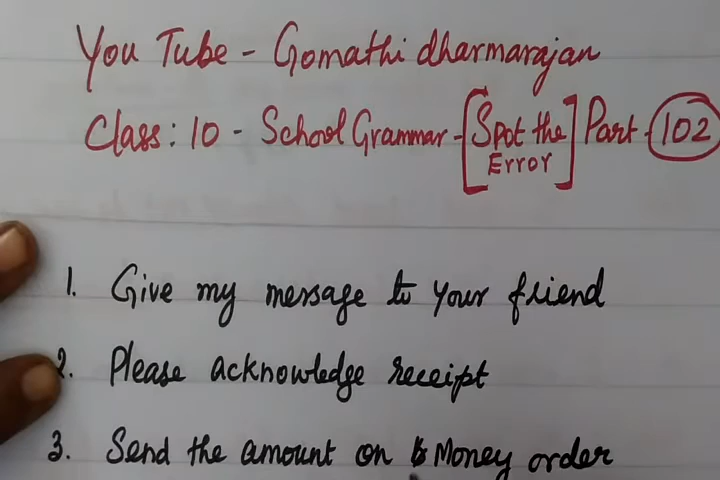 You Tube - Gomathi dharmarajan
Class: 10 - School Grammar - [Spot the Error] Part - 102
1. Give my message to your friend
2. Please acknowledge receipt
3. Send the amount on Money order